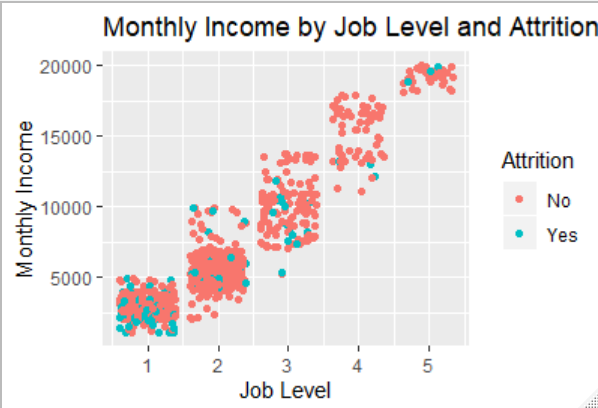 Monthly Income by Job Level and Attrition
20000
15000
10000
5000
Monthly Income
1 2 3 4 5
Job Level
Attrition
No
Yes